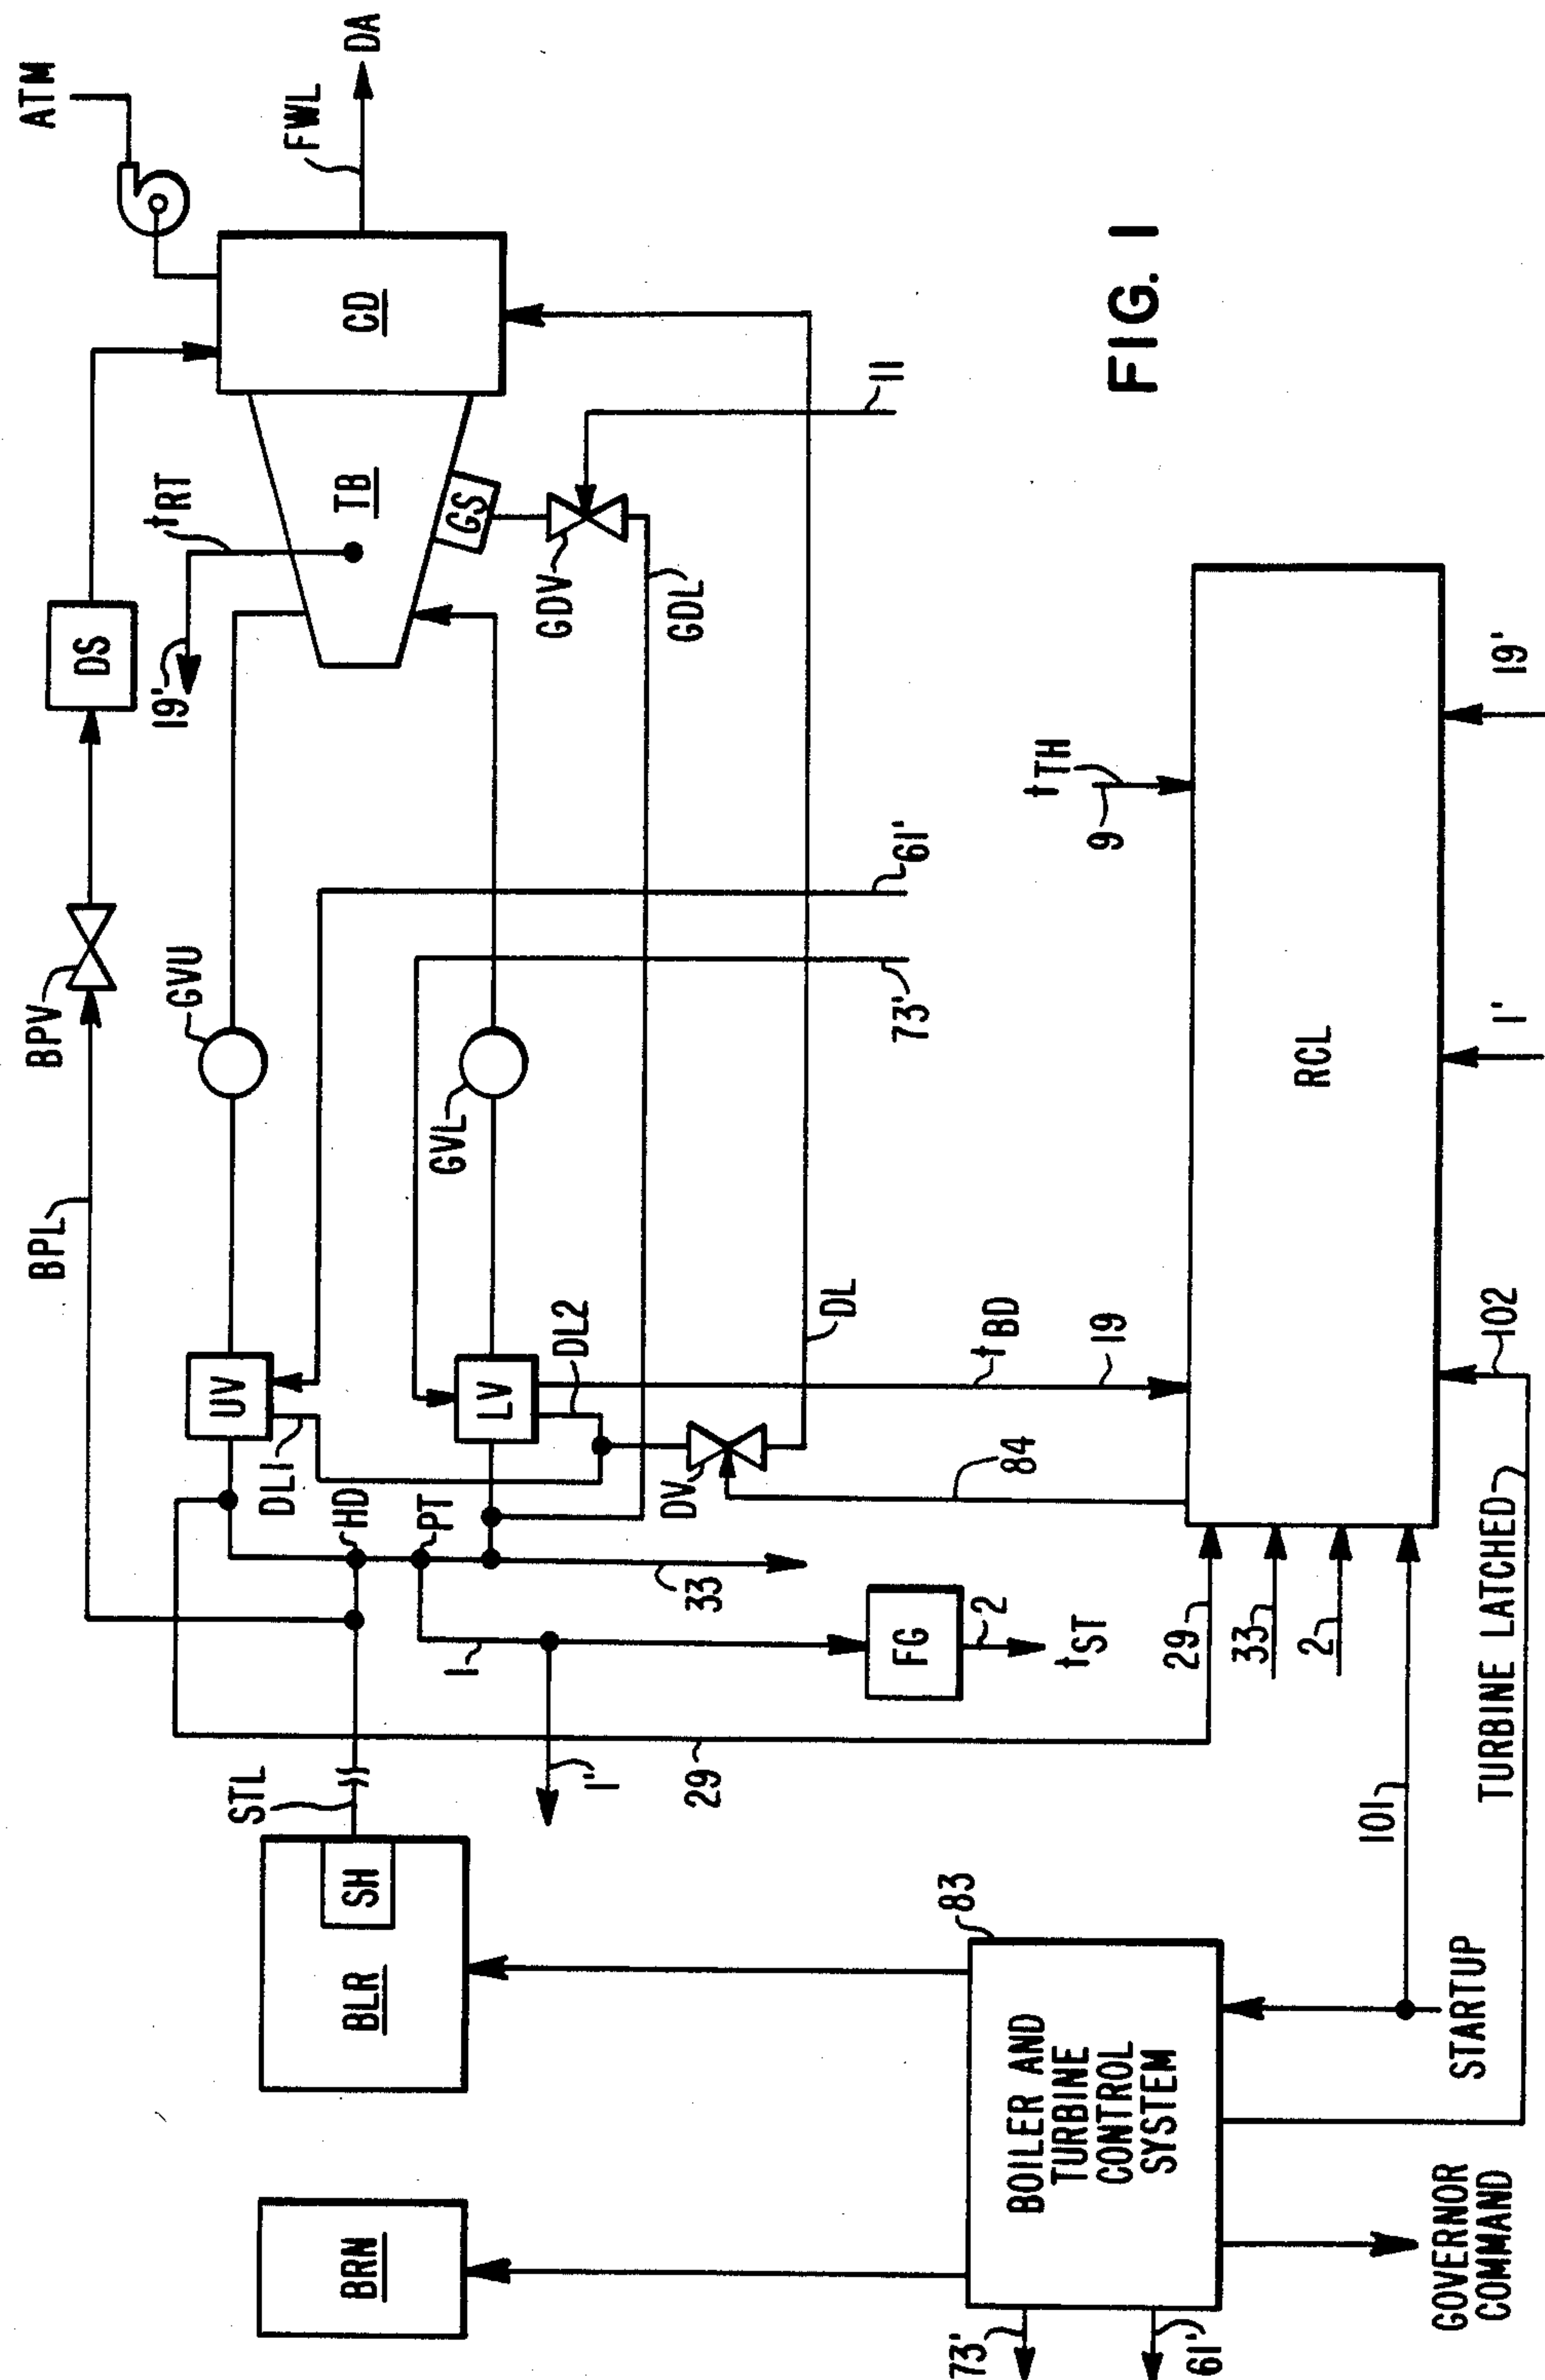 ATM
DA
FWL
CD
TB
tRT
19'
DS
BPV
BPL
GVU
GVL
GS
GDV
GDL
11
61'
73'
UV
DL1
LV
DL2
DV
DL
tBD
19
84
HD
PT
33
1
1'
FG
2
tST
29
STL
SH
BLR
BRN
83
BOILER AND
TURBINE
CONTROL
SYSTEM
73'
61'
GOVERNOR
COMMAND
STARTUP
101
TURBINE LATCHED
102
29
33
2
RCL
tTH
9
1'
19'
FIG. 1